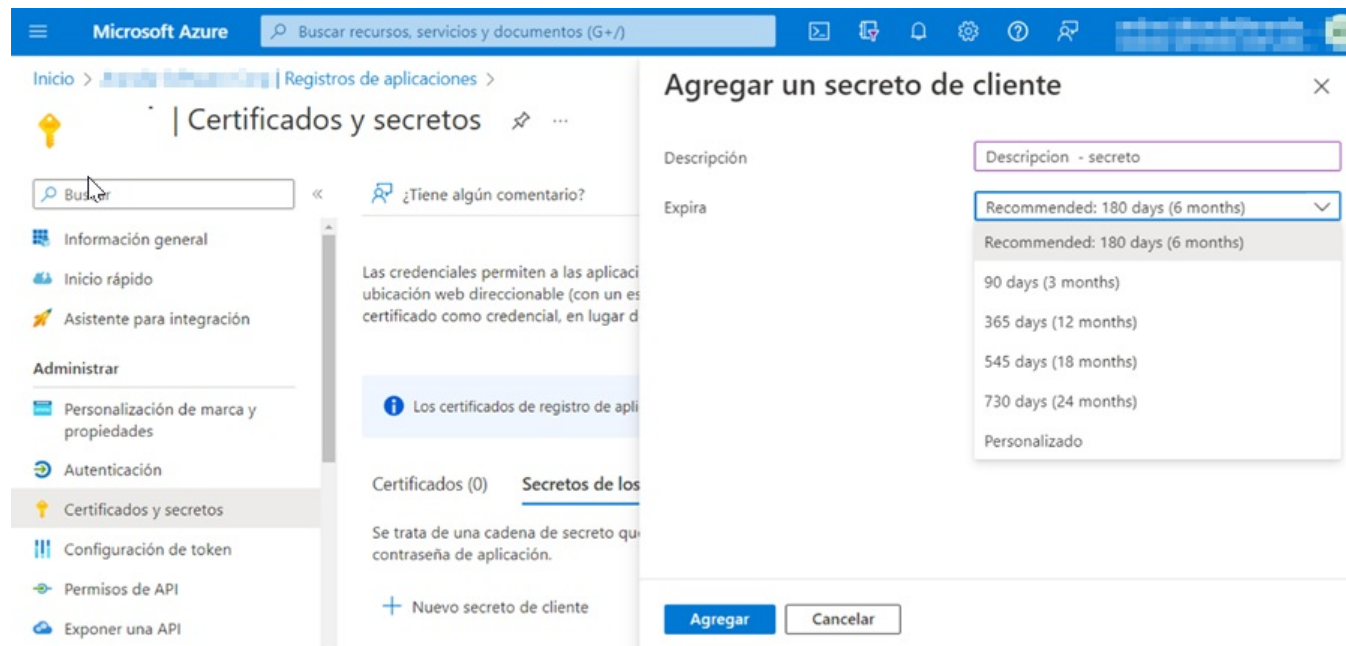 Microsoft Azure
Buscar recursos, servicios y documentos (G+/)
Inicio >
| Registros de aplicaciones >
| Certificados y secretos
Buscar
Información general
Inicio rápido
Asistente para integración
Administrar
Personalización de marca y
propiedades
Autenticación
Certificados y secretos
Configuración de token
Permisos de API
Exponer una API
¿Tiene algún comentario?
Las credenciales permiten a las aplicaci
ubicación web direccionable (con un es
certificado como credencial, en lugar d
Los certificados de registro de apli
Certificados (0)
Secretos de los
Se trata de una cadena de secreto qu
contraseña de aplicación.
Nuevo secreto de cliente
Agregar un secreto de cliente
Descripción
Descripcion - secreto
Expira
Recommended: 180 days (6 months)
Recommended: 180 days (6 months)
90 days (3 months)
365 days (12 months)
545 days (18 months)
730 days (24 months)
Personalizado
Agregar
Cancelar